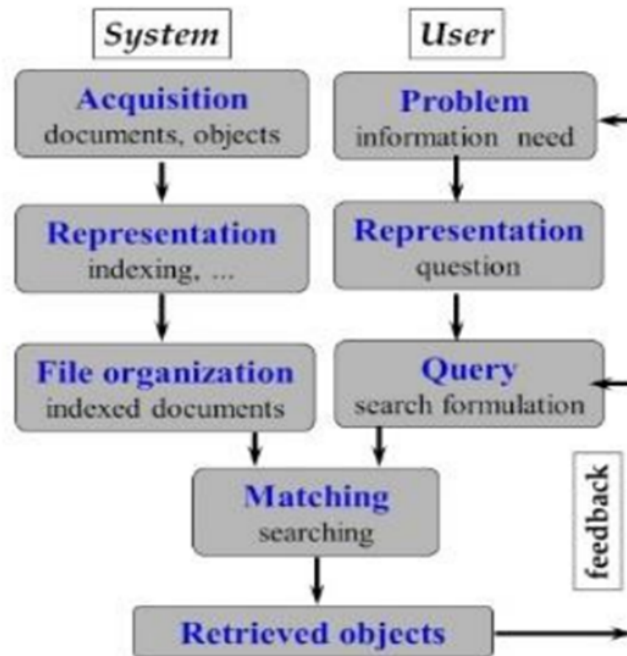 System
User
Acquisition
documents, objects
Problem
information need
Representation
indexing, ...
Representation
question
File organization
indexed documents
Query
search formulation
Matching
searching
feedback
Retrieved objects